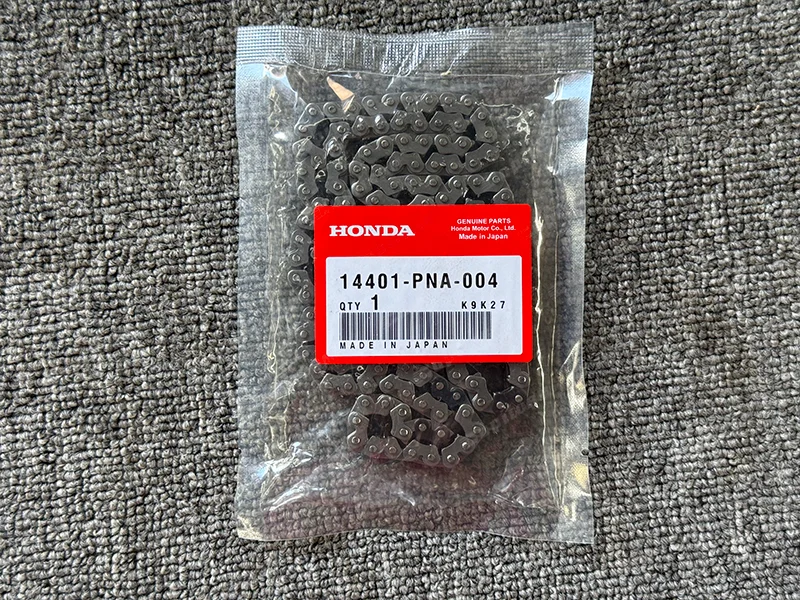 HONDA
GENUINE PARTS
Honda Motor Co., Ltd.
Made in Japan
14401-PNA-004
QTY 1 K9K27
MADE IN JAPAN